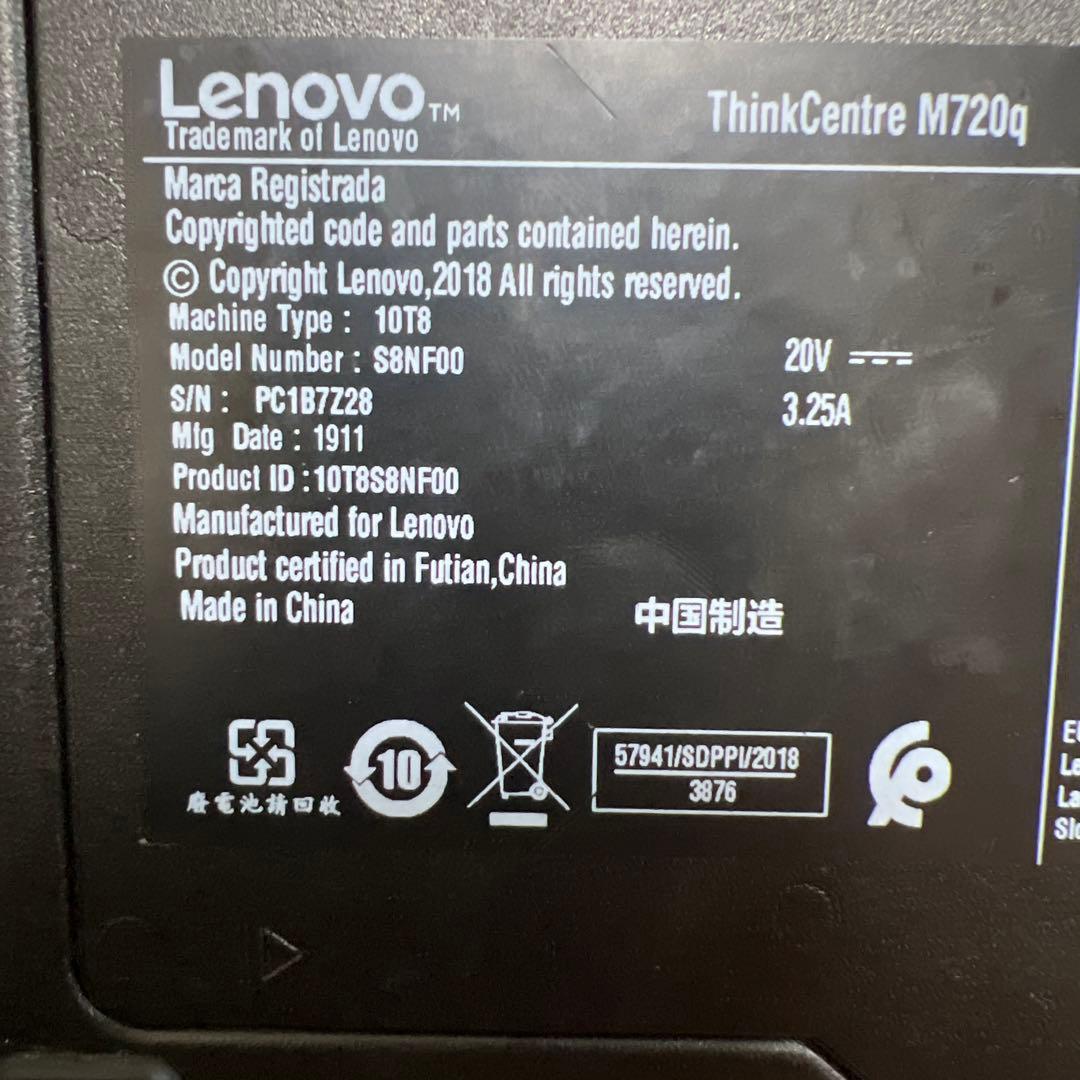 Lenovo™
ThinkCentre M720q
Trademark of Lenovo
Marca Registrada
Copyrighted code and parts contained herein.
© Copyright Lenovo,2018 All rights reserved.
Machine Type : 10T8
Model Number : S8NF00
20V
S/N : PC1B7Z28
3.25A
Mfg Date : 1911
Product ID :10T8S8NF00
Manufactured for Lenovo
Product certified in Futian,China
Made in China
中国制造
10
57941/SDPPI/2018
3876
廢電池請回收